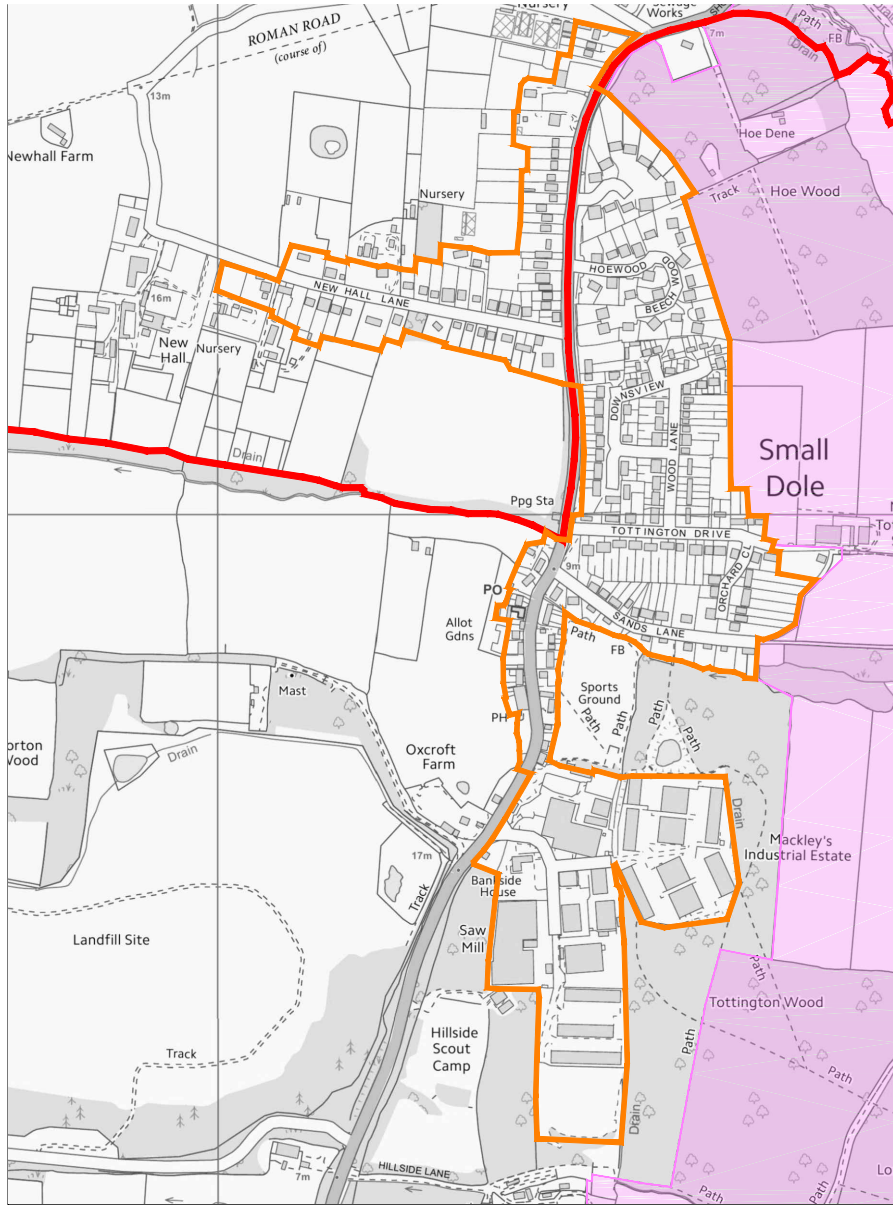 Nursery
Sewage
Works
7m
Path
FB
Drain
ROMAN ROAD
(course of)
13m
Newhall Farm
Hoe Dene
Hoe Wood
Track
Nursery
HOEWOOD
BEECH WOOD
NEW HALL LANE
16m
New
Hall
Nursery
DOWNSVIEW
WOOD LANE
Small
Dole
Drain
Ppg Sta
TOTTINGTON DRIVE
ORCHARD CL
9m
PO
SANDS LANE
Allot
Gdns
Path
FB
Mast
Sports
Ground
Path
Path
Path
Path
PH
orton
Wood
Drain
Oxcroft
Farm
Drain
17m
Mackley's
Industrial Estate
Track
Bankside
House
Saw
Mill
Landfill Site
Path
Tottington Wood
Hillside
Scout
Camp
Path
Track
Path
Drain
HILLSIDE LANE
7m
Path
Lo